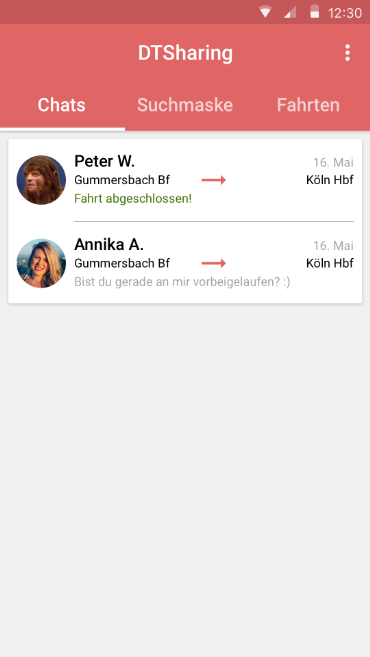 12:30
DTSharing
Chats Suchmaske Fahrten
Peter W. 16. Mai
Gummersbach Bf Köln Hbf
Fahrt abgeschlossen!
Annika A. 16. Mai
Gummersbach Bf Köln Hbf
Bist du gerade an mir vorbeigelaufen? :)